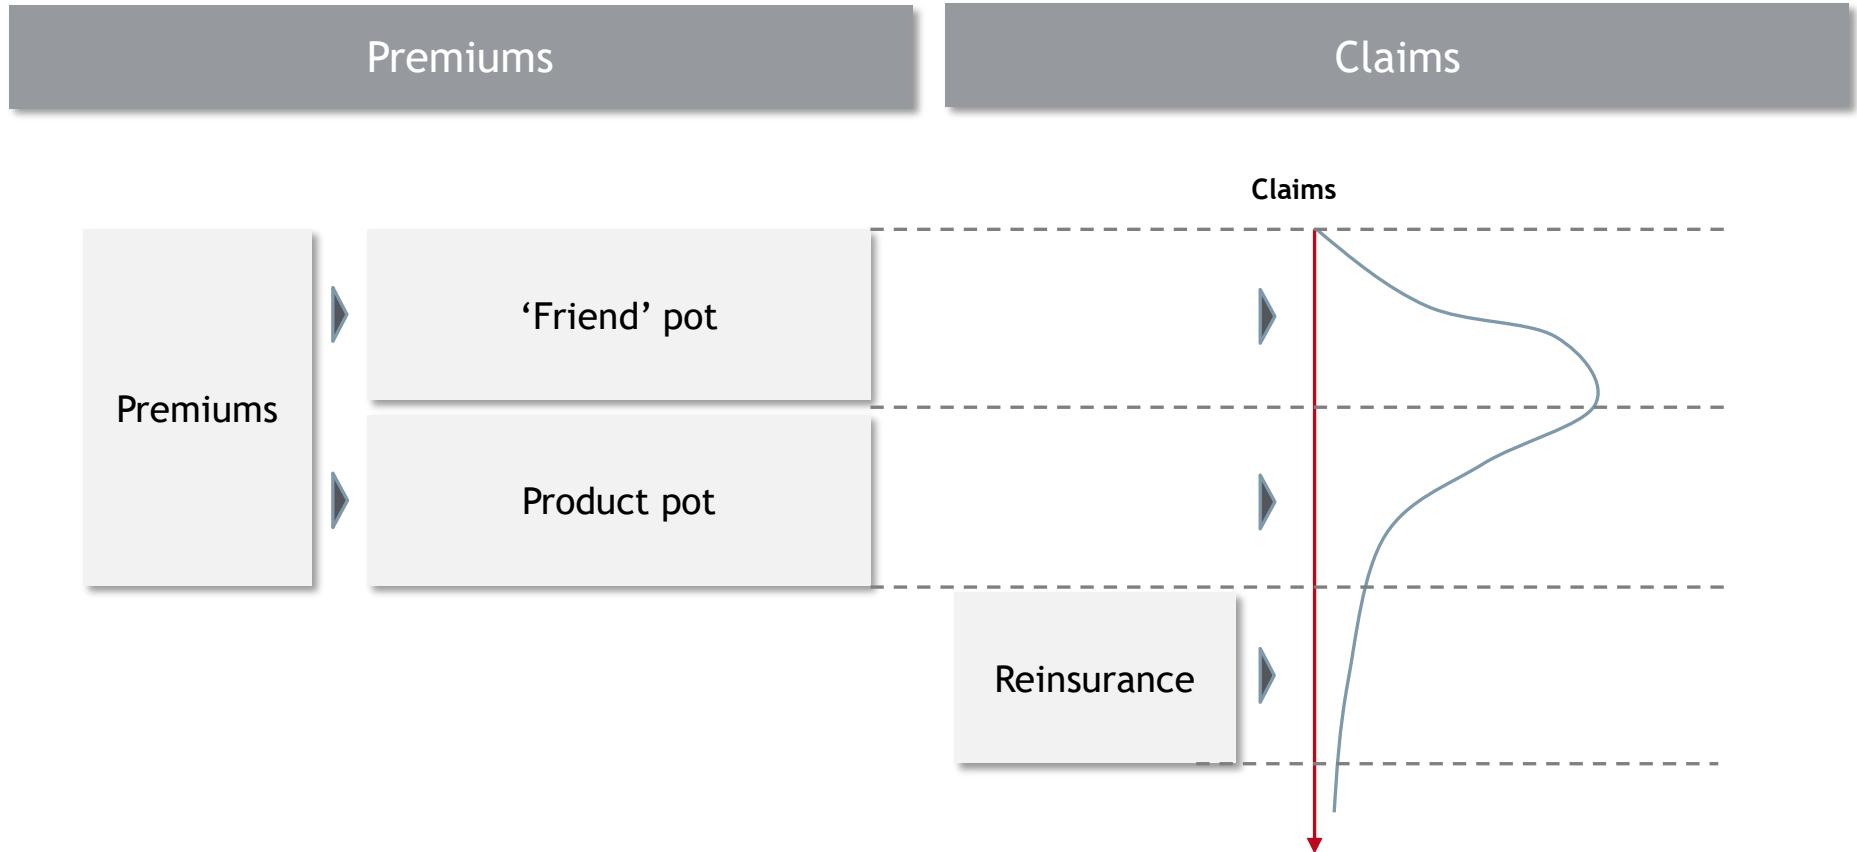 Premiums
Claims
Claims
‘Friend’ pot
Premiums
Product pot
Reinsurance